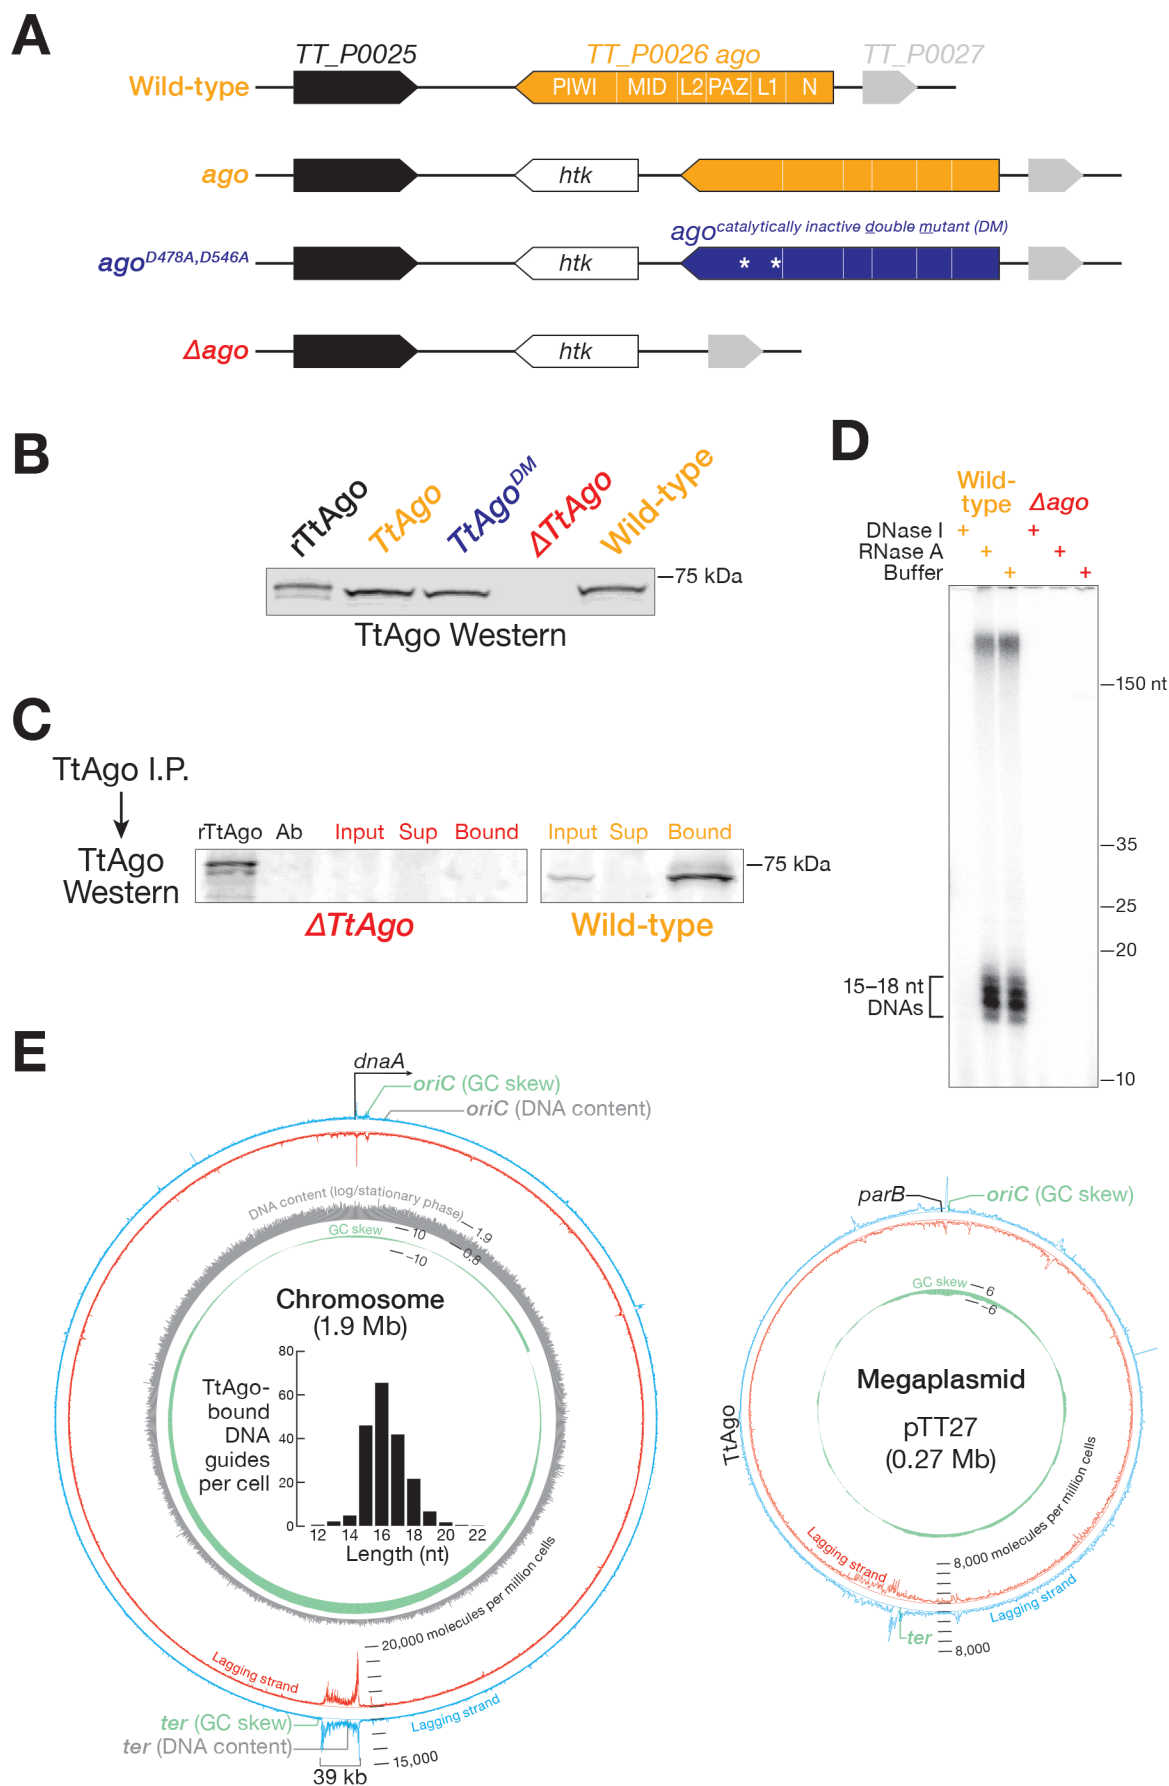 A
TT_P0025
TT_P0026 ago
TT_P0027
Wild-type
PIWI MID L2 PAZ L1 N
ago
htk
ago catalytically inactive double mutant (DM)
ago D478A,D546A
htk
* *
Δago
htk
B
rTtAgo
TtAgo
TtAgo DM
ΔTtAgo
Wild-type
75 kDa
TtAgo Western
C
TtAgo I.P.
TtAgo
Western
rTtAgo Ab Input Sup Bound
Input Sup Bound
75 kDa
ΔTtAgo
Wild-type
D
Wild-
type
Δago
DNase I + +
RNase A + +
Buffer + +
150 nt
35
25
20
15–18 nt
DNAs
10
E
dnaA
oriC (GC skew)
oriC (DNA content)
DNA content (log/stationary phase)
1.9
0.8
GC skew
10
-10
Chromosome
(1.9 Mb)
TtAgo-
bound
DNA
guides
per cell
80
60
40
20
0
12 14 16 18 20 22
Length (nt)
20,000 molecules per million cells
Lagging strand
Lagging strand
ter (GC skew)
ter (DNA content)
15,000
39 kb
parB
oriC (GC skew)
GC skew
6
-6
Megaplasmid
pTT27
(0.27 Mb)
TtAgo
8,000 molecules per million cells
Lagging strand
Lagging strand
ter
8,000